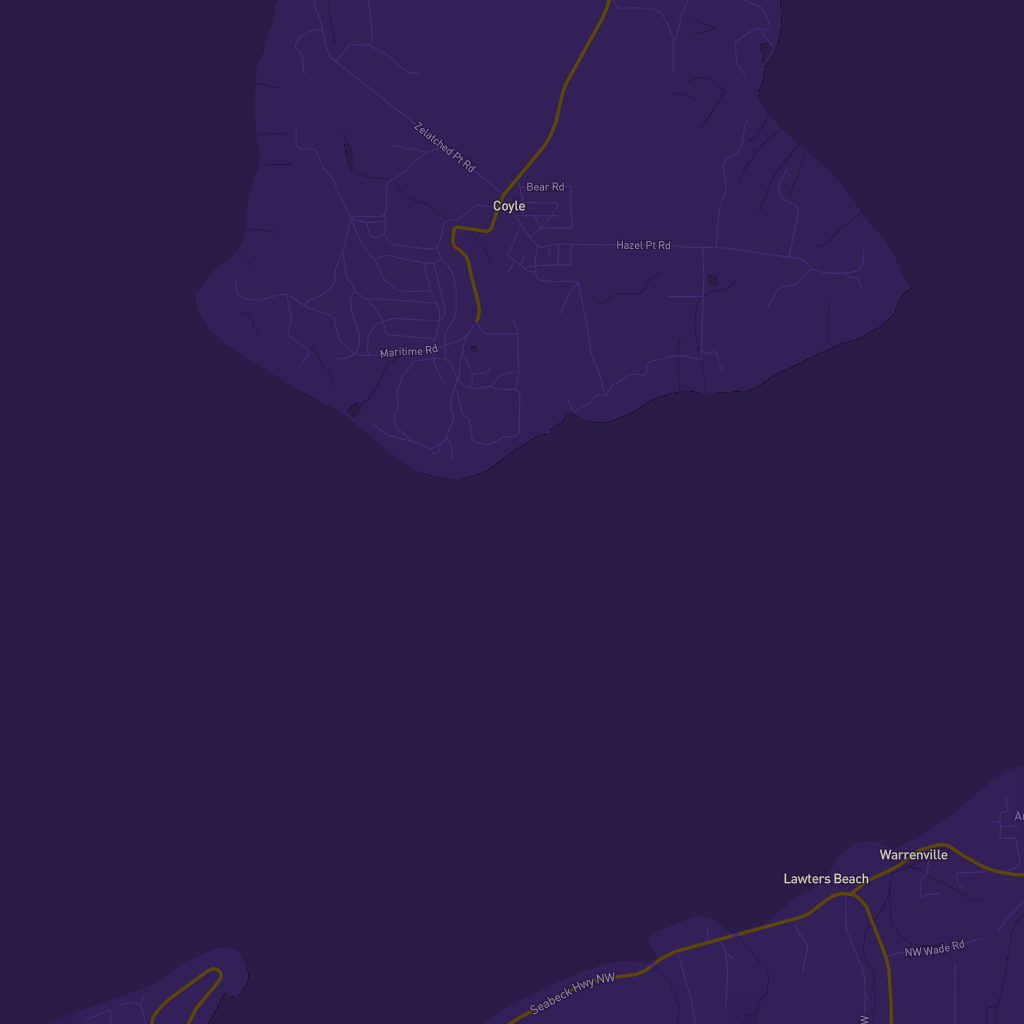 Zelatched Pt Rd
Bear Rd
Coyle
Hazel Pt Rd
Maritime Rd
Warrenville
Lawters Beach
NW Wade Rd
Seabeck Hwy NW